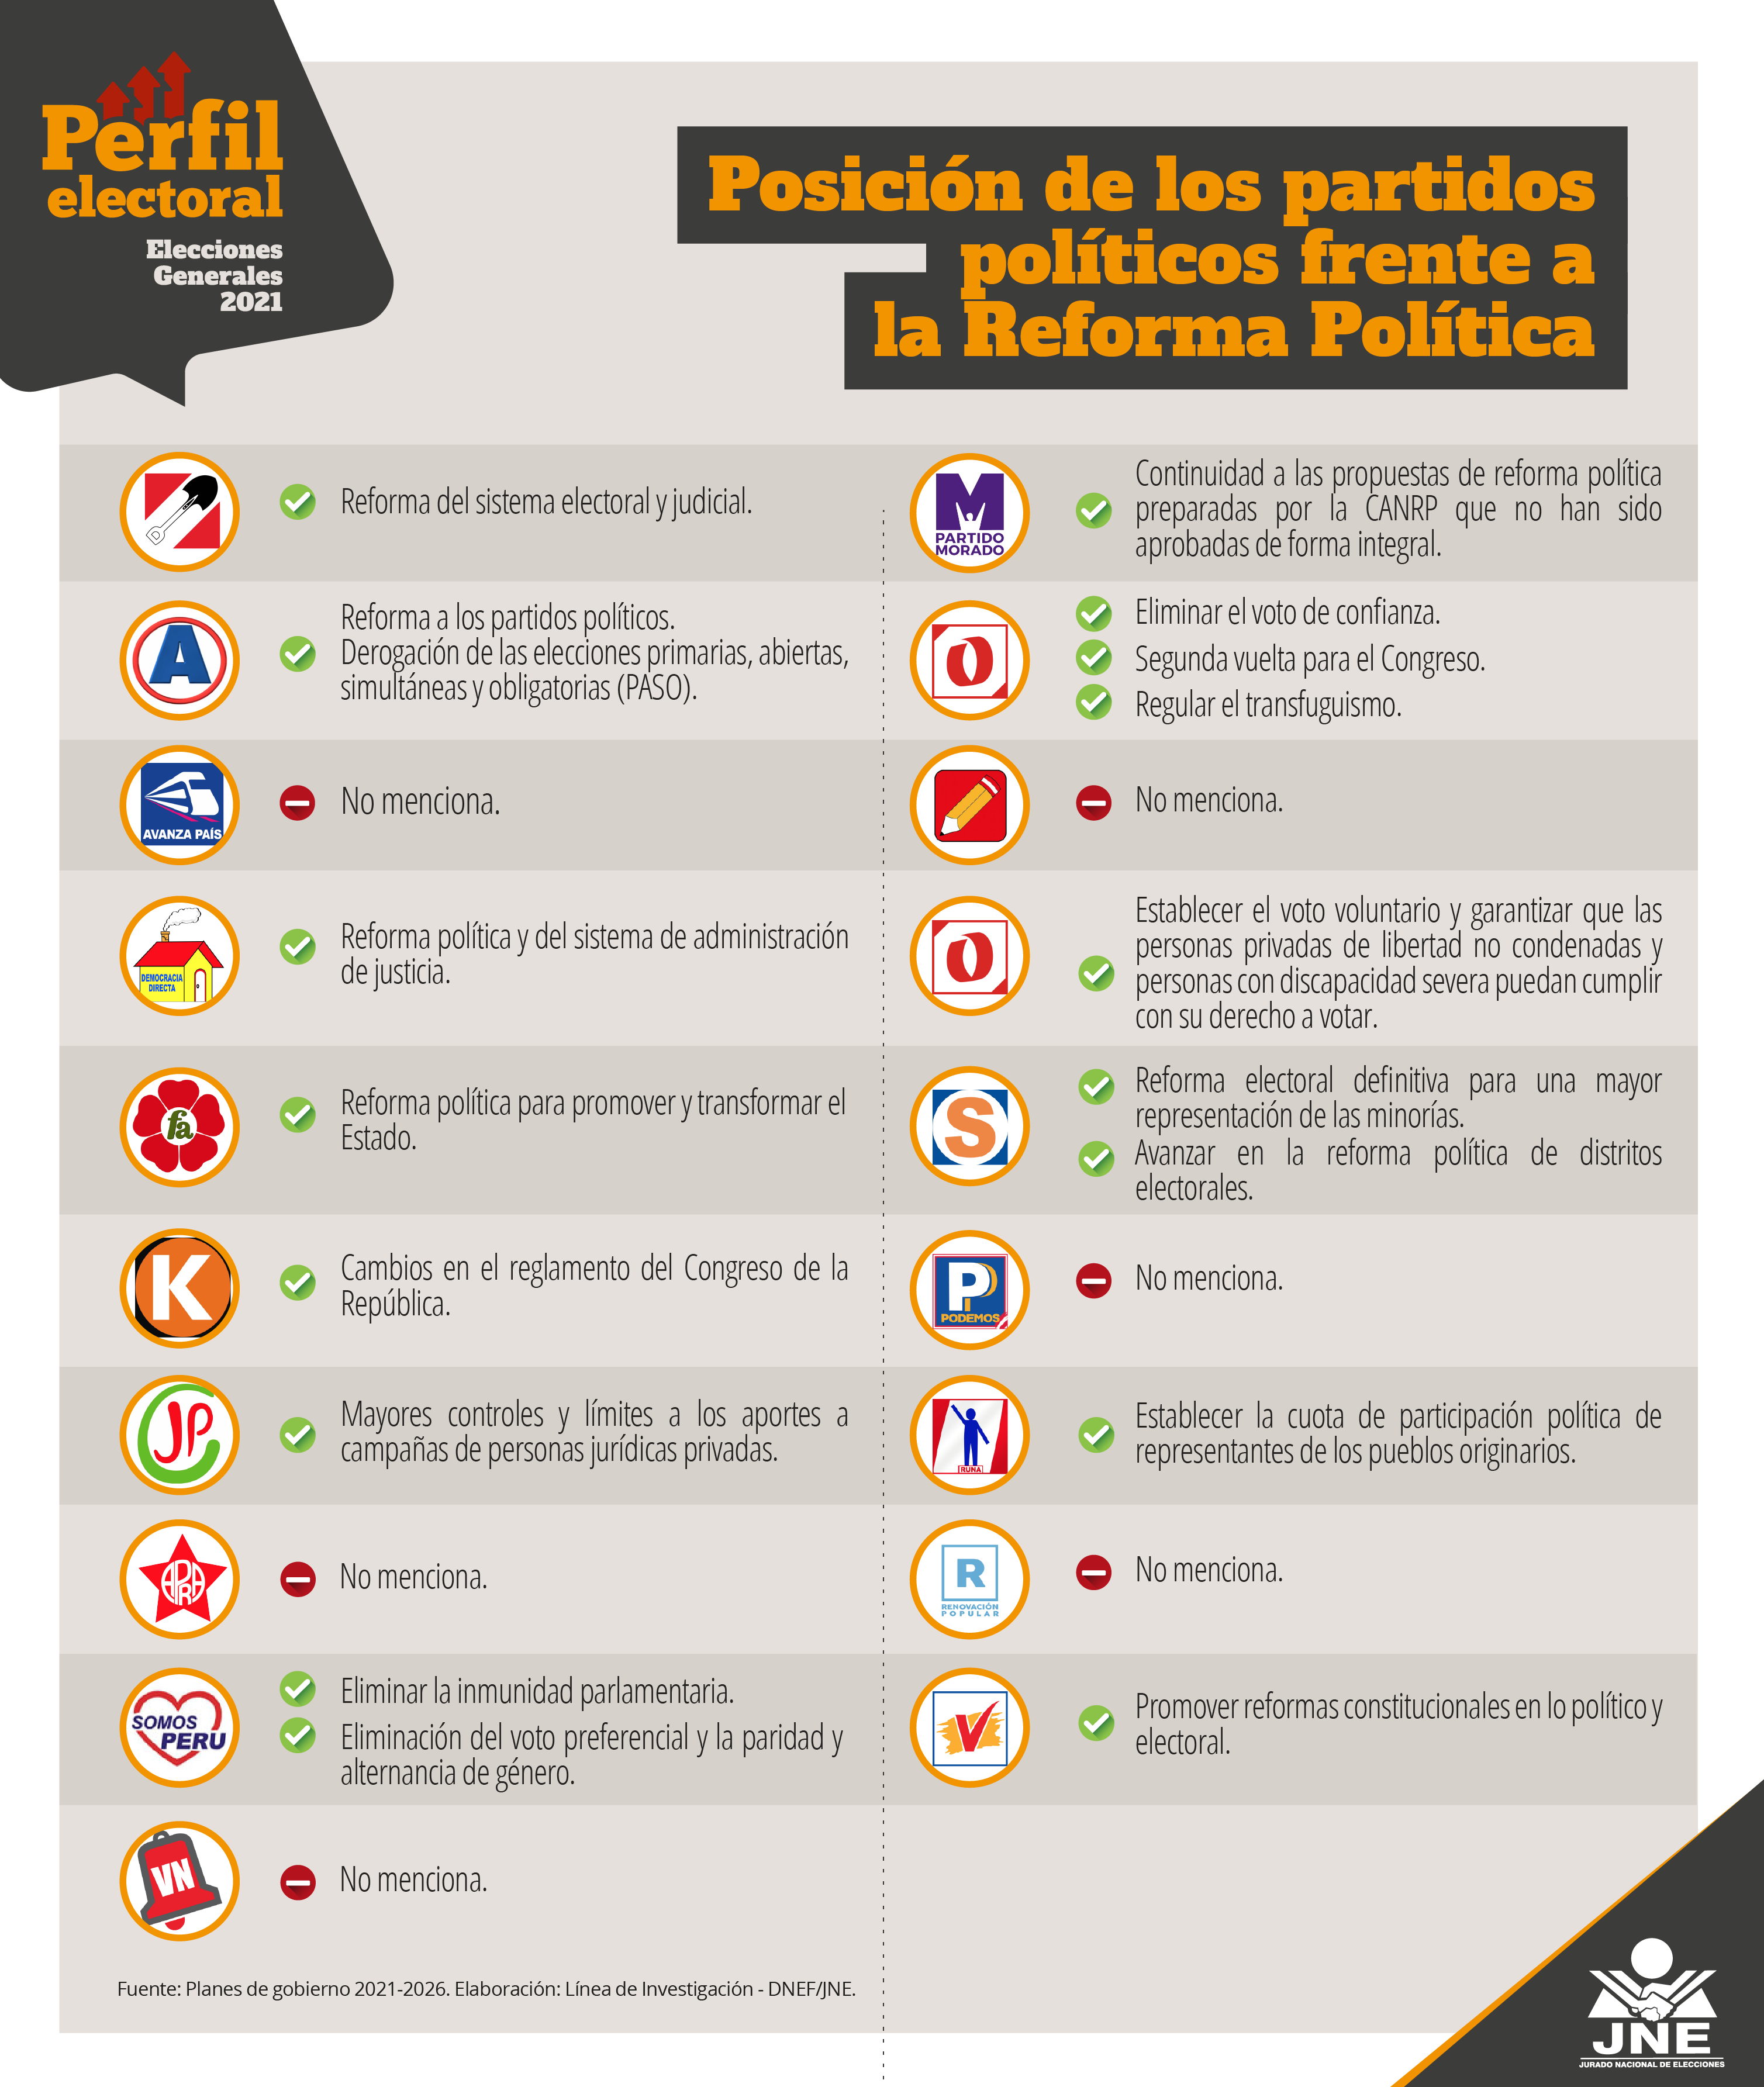 Perfil
electoral
Elecciones
Generales
2021
Posición de los partidos
políticos frente a
la Reforma Política
Reforma del sistema electoral y judicial.
A
Reforma a los partidos políticos.
Derogación de las elecciones primarias, abiertas,
simultáneas y obligatorias (PASO).
AVANZA PAÍS
No menciona.
DEMOCRACIA
DIRECTA
Reforma política y del sistema de administración
de justicia.
fa
Reforma política para promover y transformar el
Estado.
K
Cambios en el reglamento del Congreso de la
República.
JP
Mayores controles y límites a los aportes a
campañas de personas jurídicas privadas.
APRA
No menciona.
SOMOS
PERU
Eliminar la inmunidad parlamentaria.
Eliminación del voto preferencial y la paridad y
alternancia de género.
VN
No menciona.
M
PARTIDO
MORADO
Continuidad a las propuestas de reforma política
preparadas por la CANRP que no han sido
aprobadas de forma integral.
O
Eliminar el voto de confianza.
Segunda vuelta para el Congreso.
Regular el transfuguismo.
No menciona.
O
Establecer el voto voluntario y garantizar que las
personas privadas de libertad no condenadas y
personas con discapacidad severa puedan cumplir
con su derecho a votar.
S
Reforma electoral definitiva para una mayor
representación de las minorías.
Avanzar en la reforma política de distritos
electorales.
P
PODEMOS
No menciona.
RUNA
Establecer la cuota de participación política de
representantes de los pueblos originarios.
R
RENOVACIÓN
POPULAR
No menciona.
Promover reformas constitucionales en lo político y
electoral.
Fuente: Planes de gobierno 2021-2026. Elaboración: Línea de Investigación - DNEF/JNE.
JNE
JURADO NACIONAL DE ELECCIONES